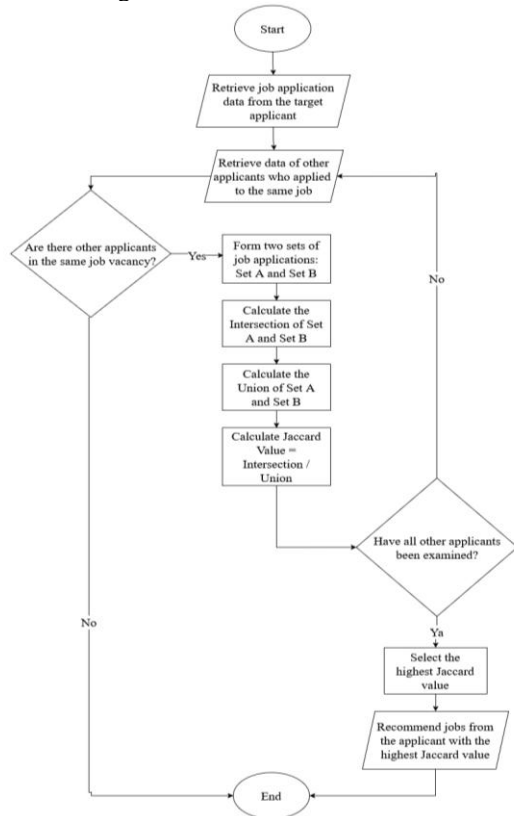 Start
Retrieve job application
data from the target
applicant
Retrieve data of other
applicants who applied
to the same job
Are there other applicants
in the same job vacancy?
Yes
Form two sets of
job applications:
Set A and Set B
No
Calculate the
Intersection of Set
A and Set B
Calculate the
Union of Set A
and Set B
Calculate Jaccard
Value =
Intersection /
Union
Have all other applicants
been examined?
No
Ya
Select the
highest Jaccard
value
Recommend jobs from
the applicant with the
highest Jaccard value
End